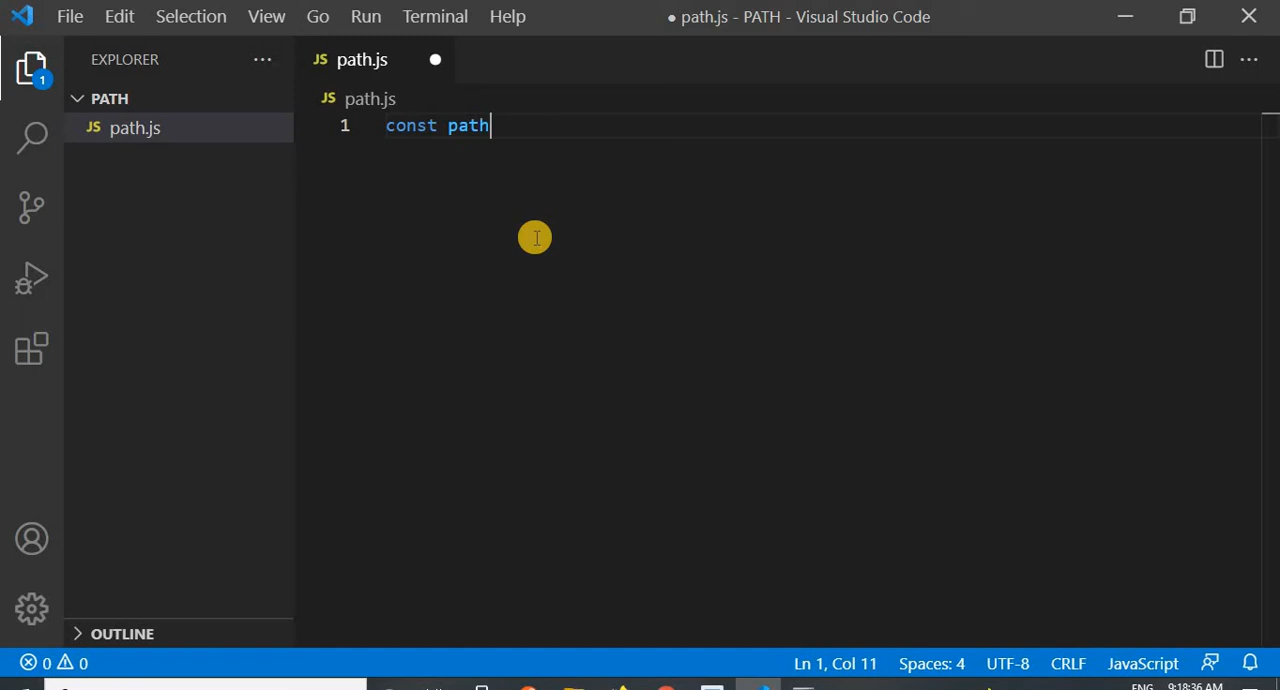 File Edit Selection View Go Run Terminal Help
● path.js - PATH - Visual Studio Code
EXPLORER
JS path.js
1
PATH
JS path.js
JS path.js
1 const path
OUTLINE
0 0
Ln 1, Col 11 Spaces: 4 UTF-8 CRLF JavaScript
ENG 9:18:36 AM